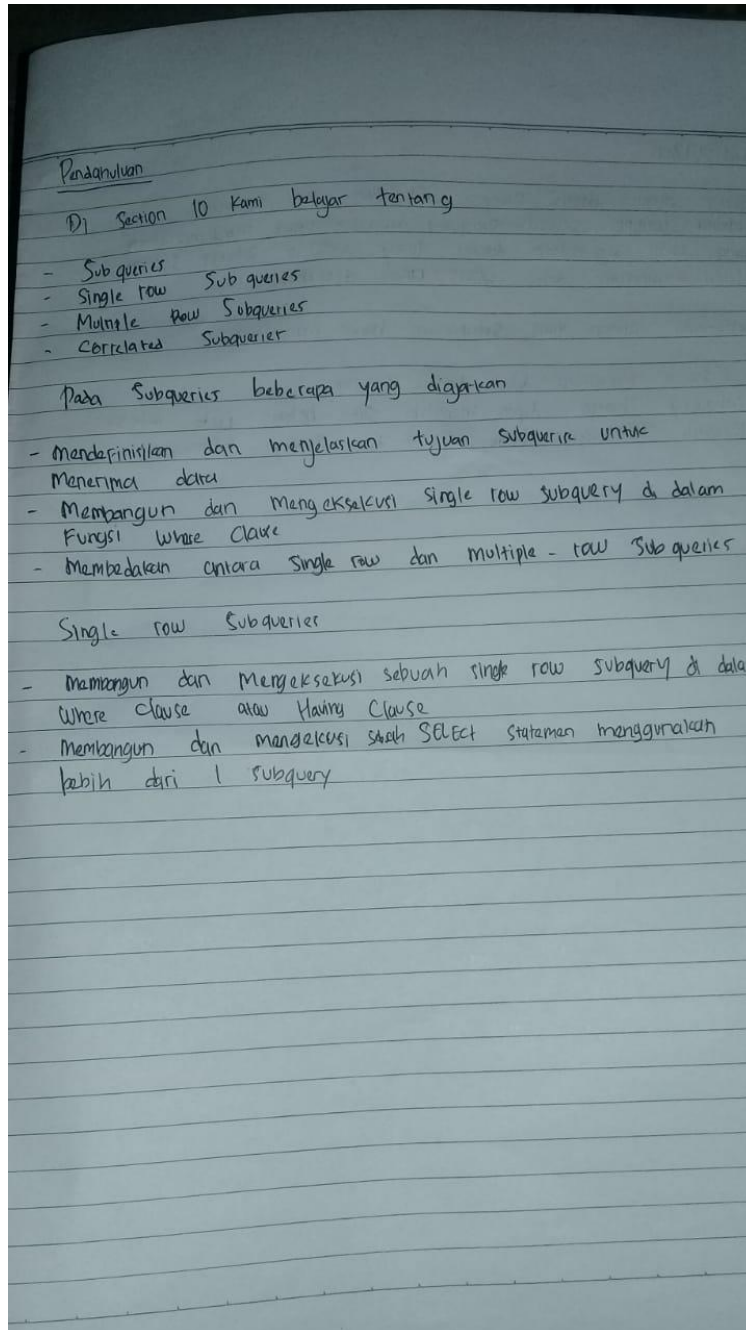 Pendahuluan
Di Section 10 Kami belajar tentang
- Sub queries
- Single row Sub queries
- Multiple Row Subqueries
- Correlated Subqueries
Pada Subqueries beberapa yang diajarkan
- Mendefinisikan dan menjelaskan tujuan subquerie untuk
Menerima data
- Membangun dan mengeksekusi single row subquery di dalam
Fungsi Where Clause
- Membedakan antara Single row dan multiple - row Sub queries
Single row Subqueries
- Membangun dan Mengeksekusi sebuah single row subquery di dala
Where Clause atau Having Clause
- Membangun dan mengekusi SELECT Statemen menggunakan
lebih dari 1 subquery